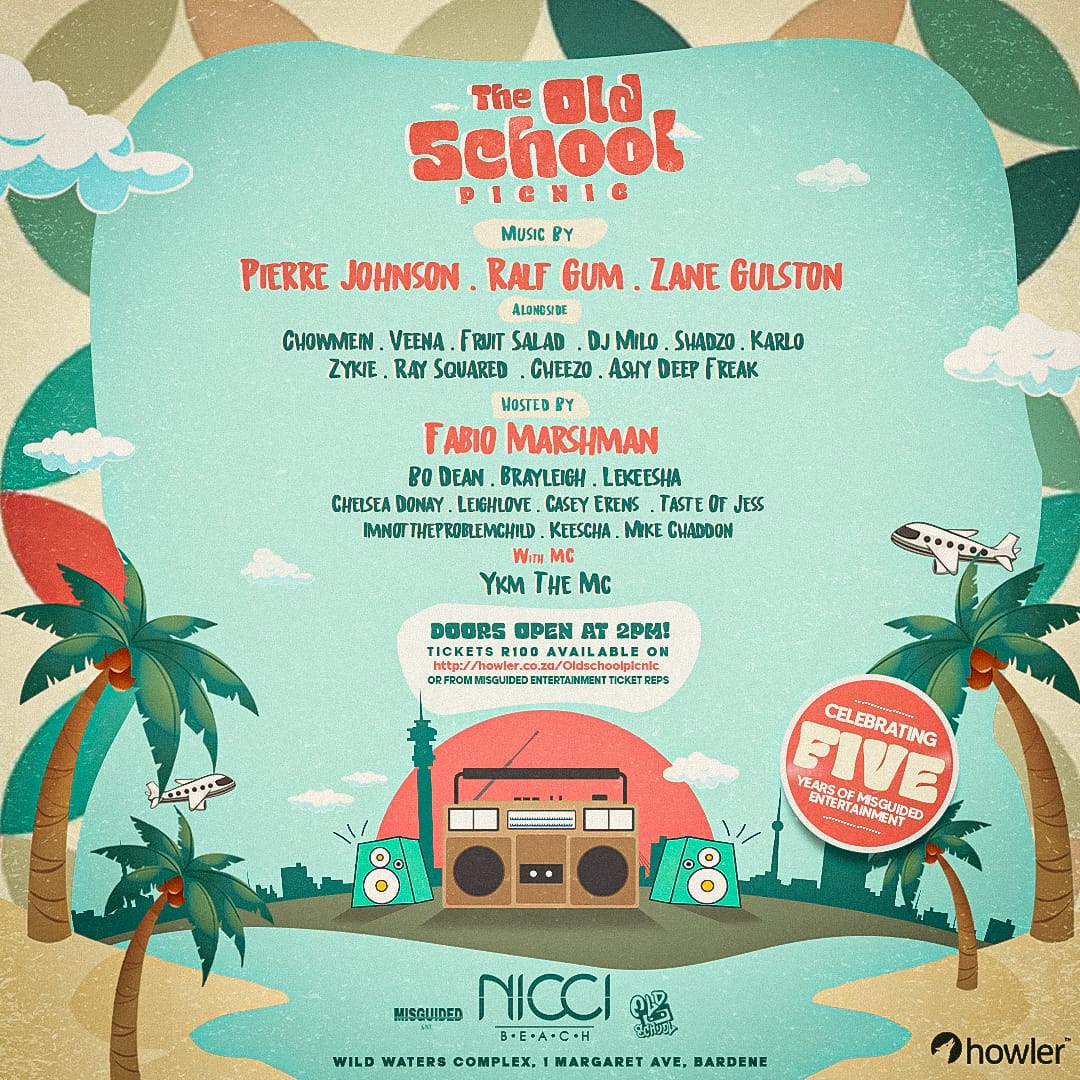 The Old
School
PICNIC
Music By
Pierre Johnson . Ralf Gum . Zane Gulston
Alongside
Chowmein . Veena . Fruit Salad . Dj Milo . Shadzo . Karlo
Zykie . Ray Squared . Cheezo . Ashy Deep Freak
Hosted By
Fabio Marshman
Bo Dean . Brayleigh . Lekeesha
Chelsea Donay . Leighlove . Casey Erens . Taste Of Jess
Imnottheproblemchild . Keescha . Mike Chaddon
With MC
Ykm The Mc
DOORS OPEN AT 2PM!
TICKETS R100 AVAILABLE ON
http://howler.co.za/Oldschoolpicnic
OR FROM MISGUIDED ENTERTAINMENT TICKET REPS
CELEBRATING
FIVE
YEARS OF MISGUIDED
ENTERTAINMENT
MISGUIDED
ENT.
NICCI
B•E•A•C•H
OLD
SCHOOL
WILD WATERS COMPLEX, 1 MARGARET AVE, BARDENE
howler™